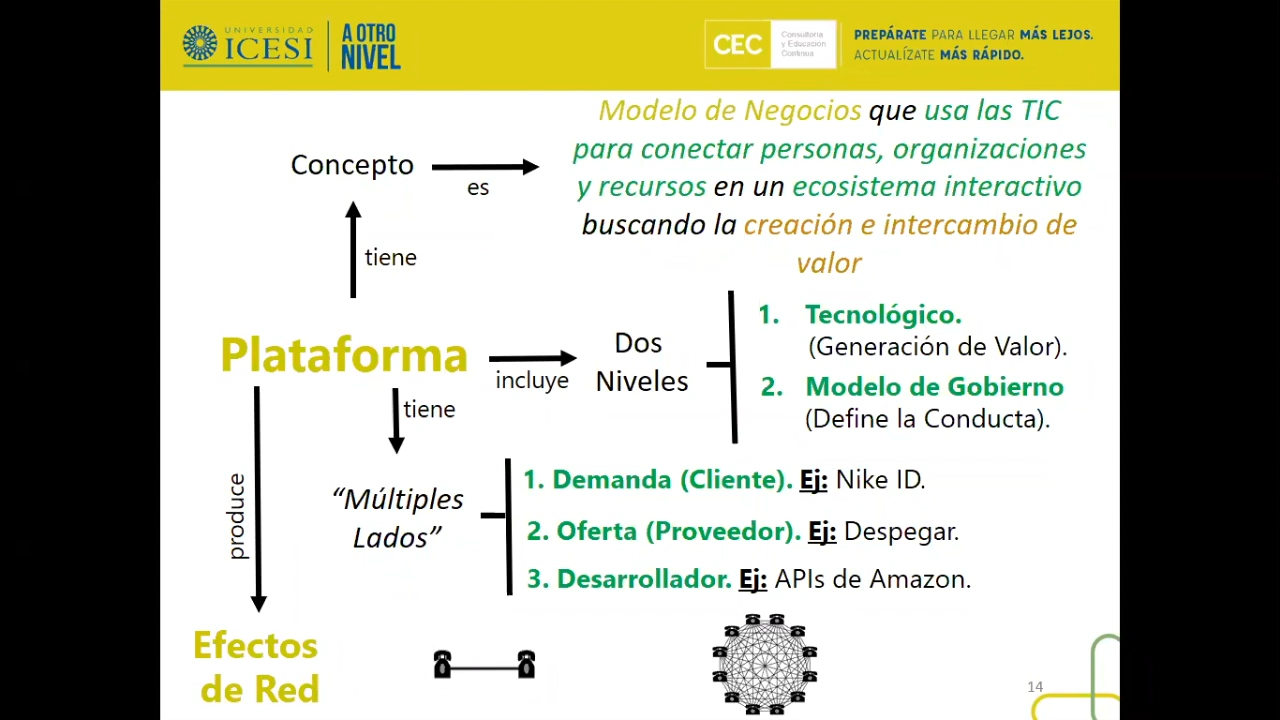 UNIVERSIDAD
ICESI
A OTRO
NIVEL
CEC
Consultoría
y Educación
Continua
PREPÁRATE PARA LLEGAR MÁS LEJOS.
ACTUALÍZATE MÁS RÁPIDO.
Modelo de Negocios que usa las TIC
para conectar personas, organizaciones
y recursos en un ecosistema interactivo
buscando la creación e intercambio de
valor
Concepto
es
tiene
Plataforma
incluye
Dos
Niveles
1. Tecnológico.
(Generación de Valor).
2. Modelo de Gobierno
(Define la Conducta).
tiene
“Múltiples
Lados”
1. Demanda (Cliente). Ej: Nike ID.
2. Oferta (Proveedor). Ej: Despegar.
3. Desarrollador. Ej: APIs de Amazon.
produce
Efectos
de Red
14